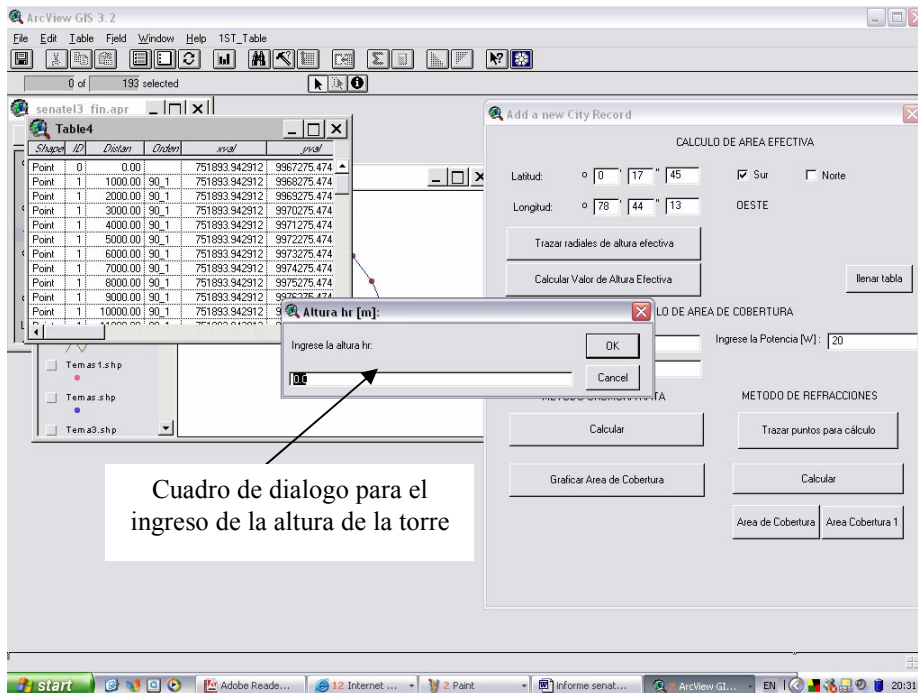 ArcView GIS 3.2
File Edit Table Field Window Help 1ST_Table
0 of 193 selected
senatel3_fin.apr
Table4
Shape ID Distan Orden xval yval
Point 0 0.00 751893.942912 9967275.474
Point 1 1000.00 90_1 751893.942912 9968275.474
Point 1 2000.00 90_1 751893.942912 9969275.474
Point 1 3000.00 90_1 751893.942912 9970275.474
Point 1 4000.00 90_1 751893.942912 9971275.474
Point 1 5000.00 90_1 751893.942912 9972275.474
Point 1 6000.00 90_1 751893.942912 9973275.474
Point 1 7000.00 90_1 751893.942912 9974275.474
Point 1 8000.00 90_1 751893.942912 9975275.474
Point 1 9000.00 90_1 751893.942912 9976275.474
Point 1 10000.00 90_1 751893.942912
Temas1.shp
Temas.shp
Tema3.shp
Add a new City Record
CALCULO DE AREA EFECTIVA
Latitud: º 0 ' 17 " 45 Sur Norte
Longitud: º 78 ' 44 " 13 OESTE
Trazar radiales de altura efectiva
Calcular Valor de Altura Efectiva
llenar tabla
LO DE AREA DE COBERTURA
Ingrese la Potencia [W] : 20
Altura hr [m]:
Ingrese la altura hr:
0.0
OK
Cancel
METODO DE REFRACCIONES
Calcular
Trazar puntos para cálculo
Graficar Area de Cobertura
Calcular
Area de Cobertura Area Cobertura 1
Cuadro de dialogo para el
ingreso de la altura de la torre
start Adobe Reade... 12 Internet ... 2 Paint informe senat... ArcView GI... EN 20:31